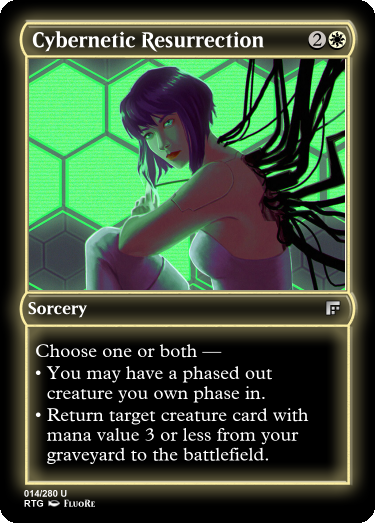 Cybernetic Resurrection 2
Sorcery
Choose one or both —
• You may have a phased out
creature you own phase in.
• Return target creature card with
mana value 3 or less from your
graveyard to the battlefield.
014/280 U
RTG FluoRe